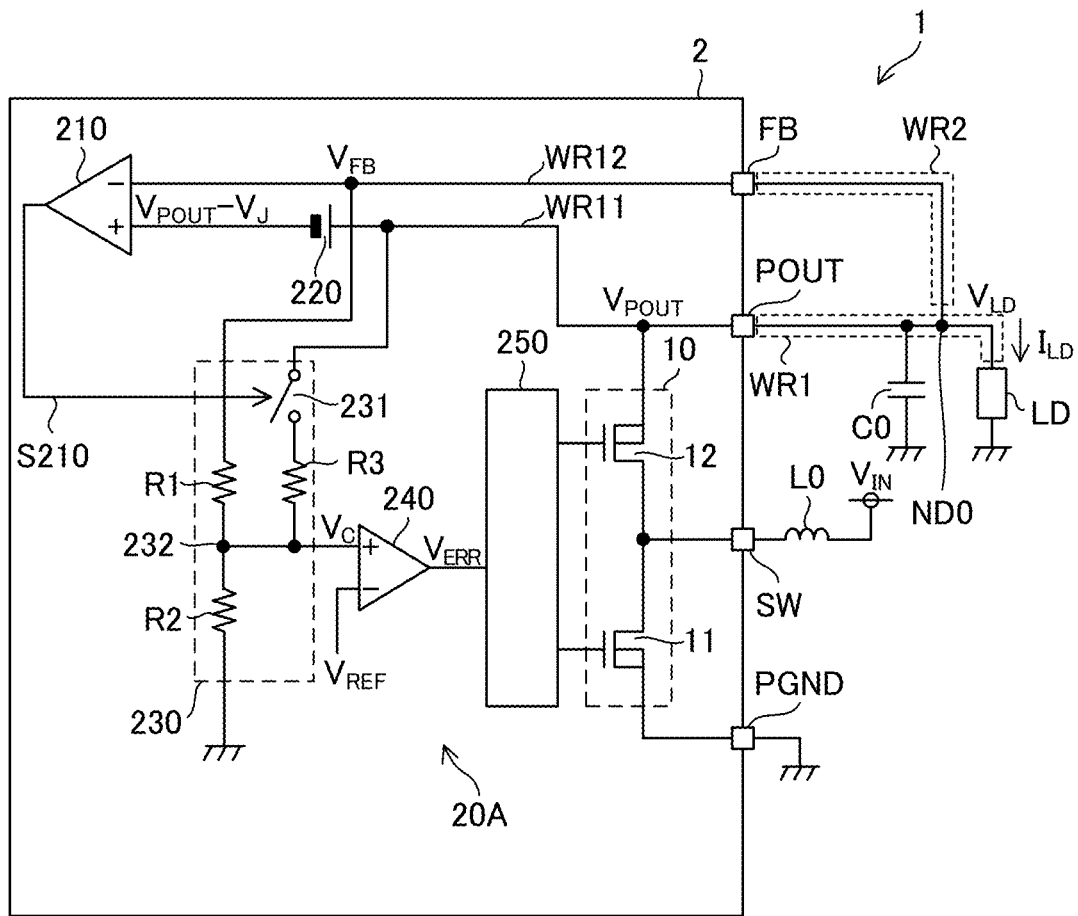 1
2
210
FB
WR2
V_FB
WR12
−
V_POUT−V_J
WR11
+
220
POUT
V_POUT
V_LD
250
10
I_LD
231
WR1
C0
LD
S210
R3
12
R1
L0
V_IN
240
ND0
232
V_C
+
V_ERR
−
SW
R2
11
V_REF
PGND
230
20A